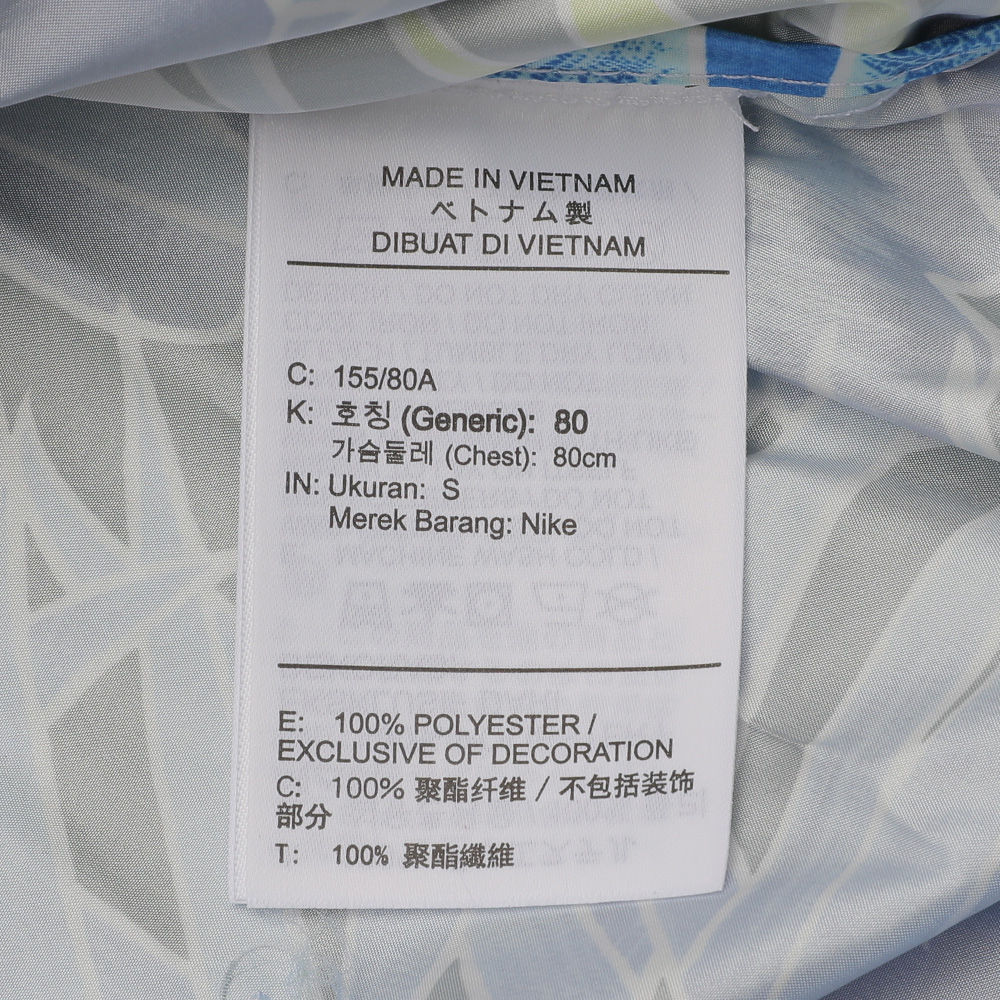 MADE IN VIETNAM
ベトナム製
DIBUAT DI VIETNAM
C: 155/80A
K: 호칭 (Generic): 80
가슴둘레 (Chest): 80cm
IN: Ukuran: S
Merek Barang: Nike
E: 100% POLYESTER /
EXCLUSIVE OF DECORATION
C: 100% 聚酯纤维 / 不包括装饰
部分
T: 100% 聚酯纖維